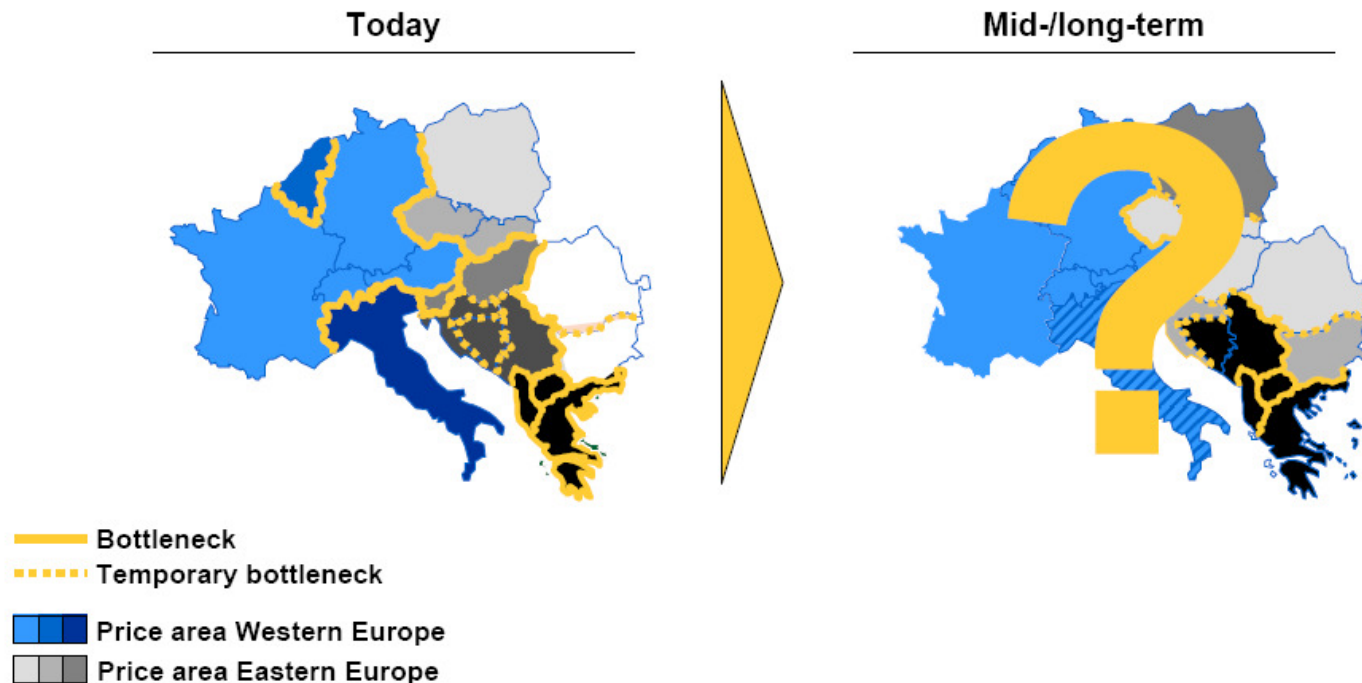 Today
Mid-/long-term
?
Bottleneck
Temporary bottleneck
Price area Western Europe
Price area Eastern Europe